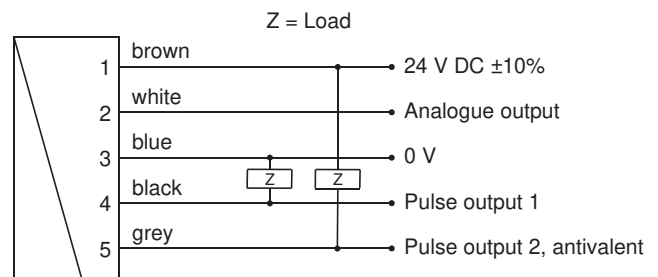 Z = Load
1 brown 24 V DC ±10%
2 white Analogue output
3 blue 0 V
Z Z
4 black Pulse output 1
5 grey Pulse output 2, antivalent